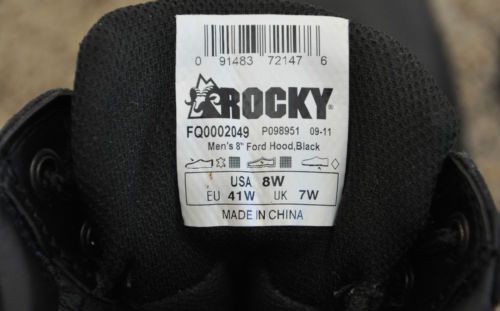 0 91483 72147 6
ROCKY®
FQ0002049 P098951 09-11
Men's 8" Ford Hood,Black
USA 8W
EU 41W UK 7W
MADE IN CHINA